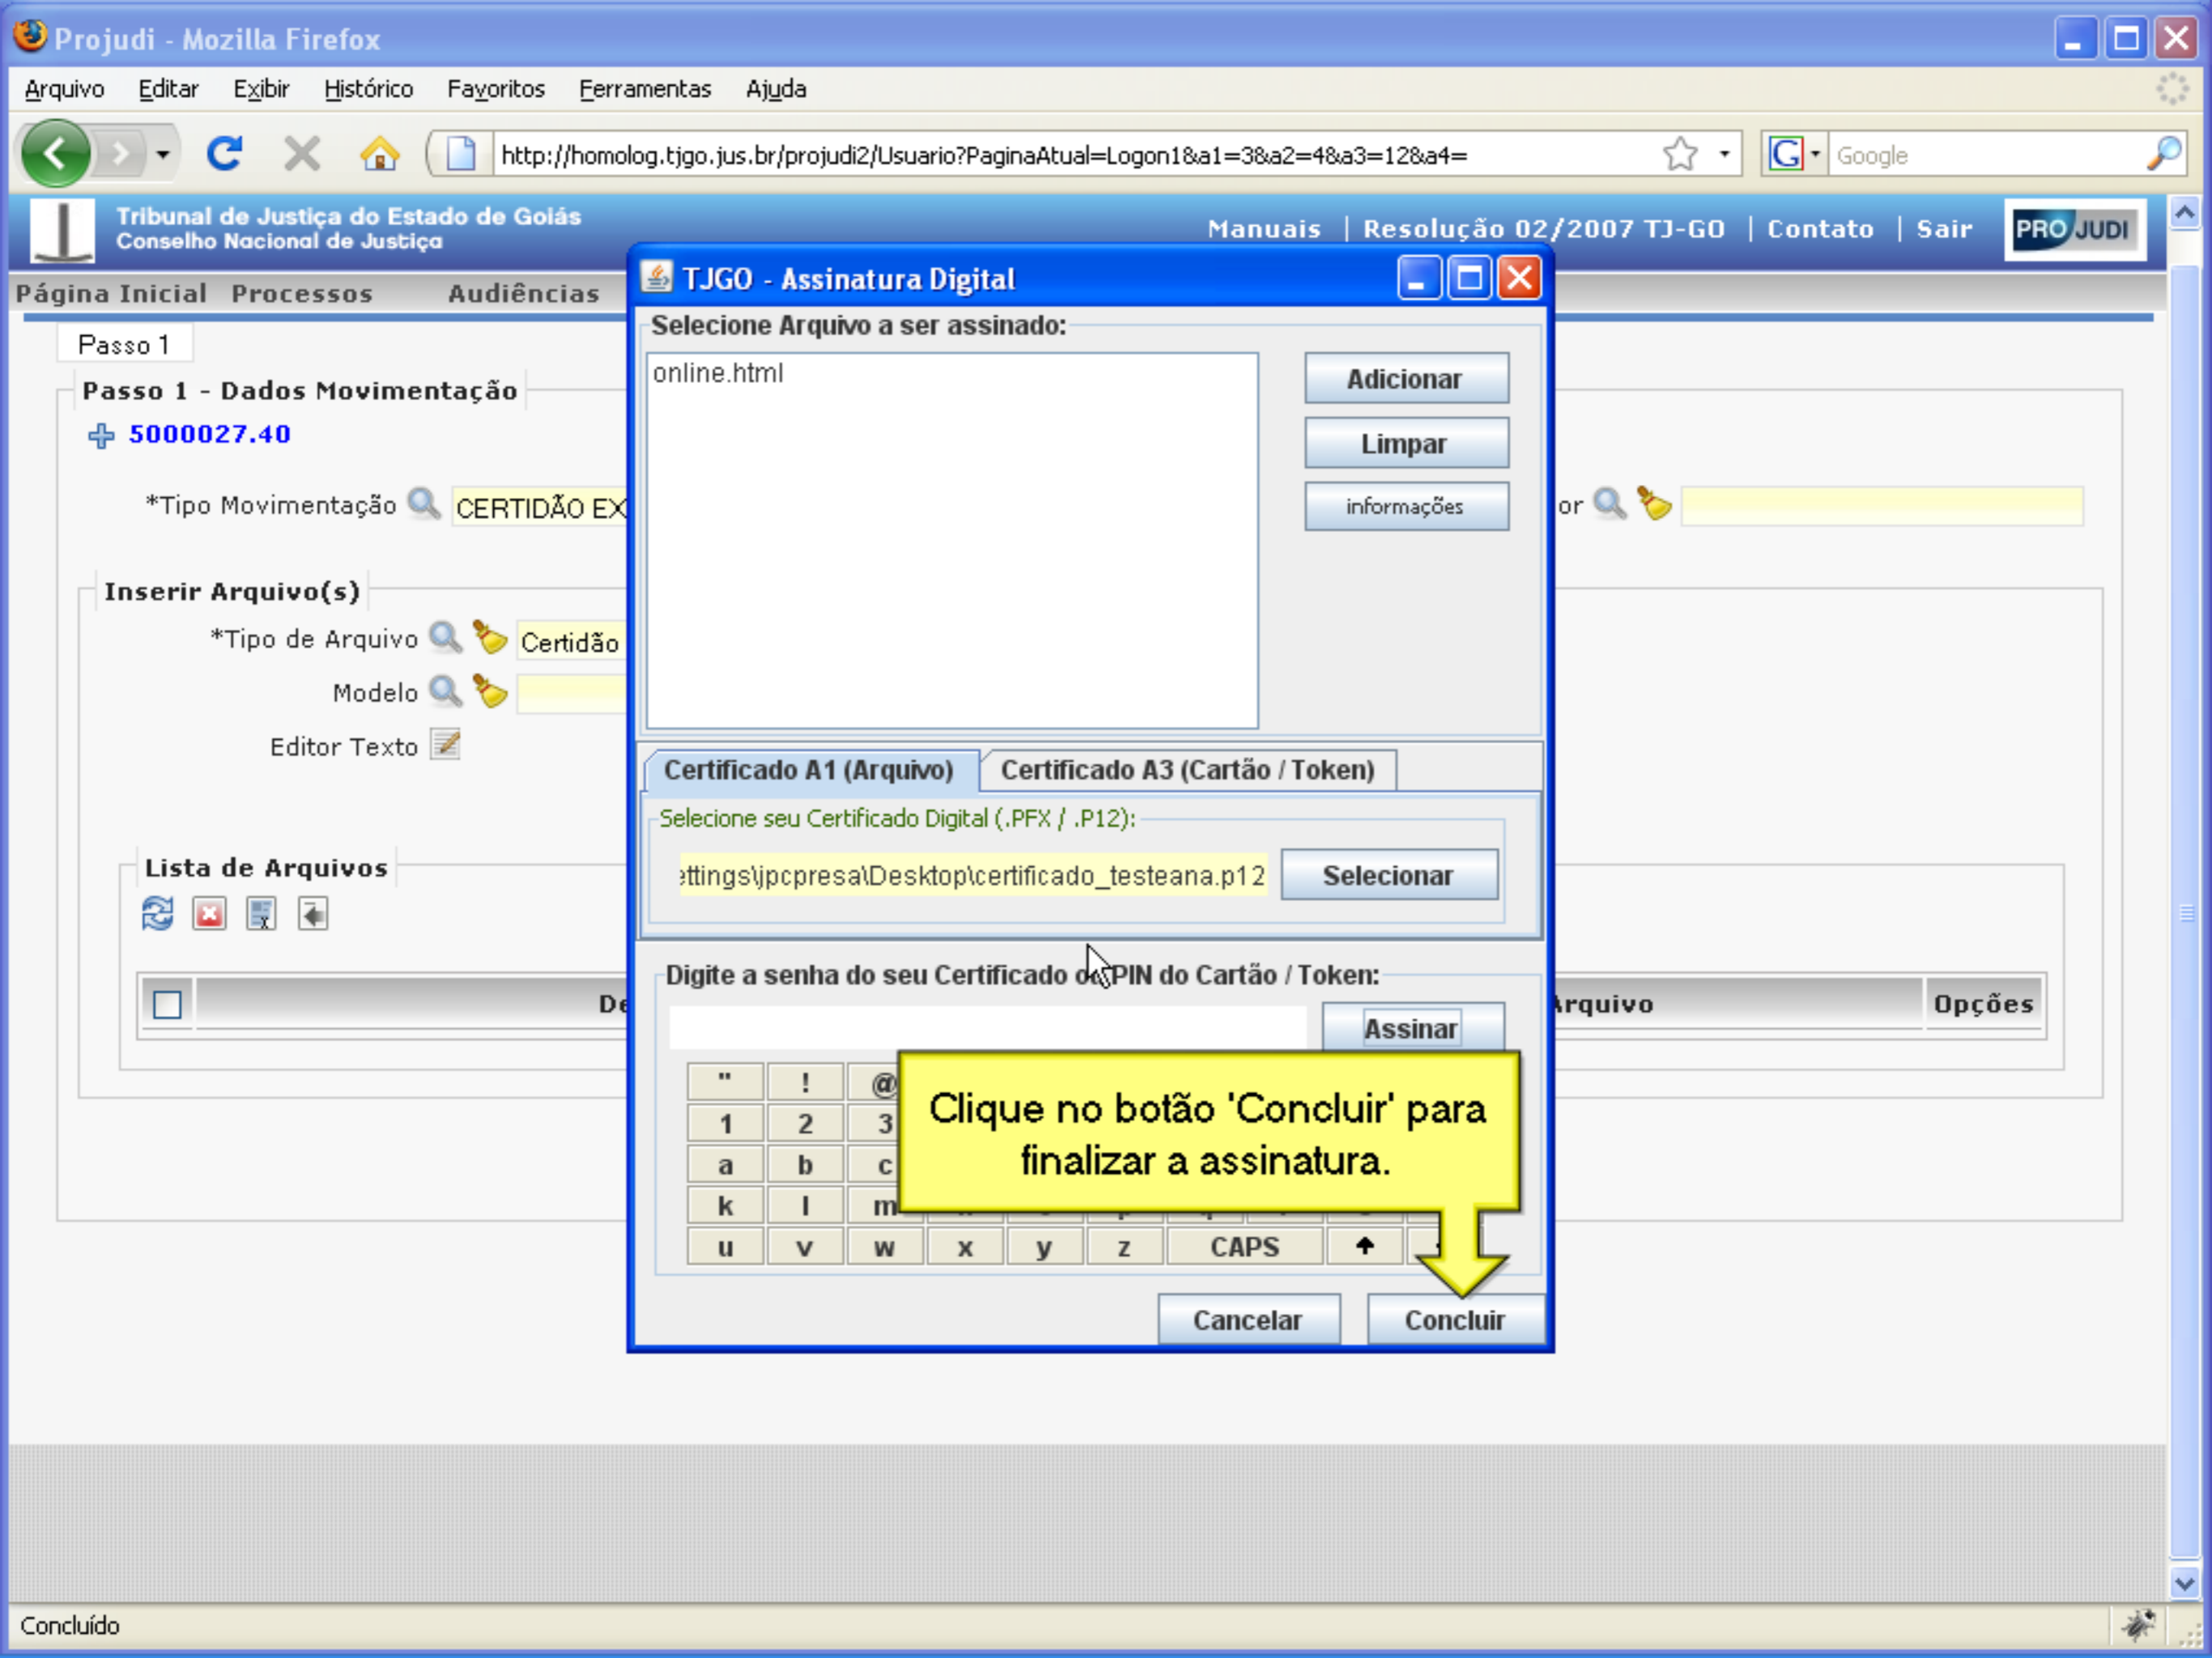 Projudi - Mozilla Firefox
Arquivo Editar Exibir Histórico Favoritos Ferramentas Ajuda
http://homolog.tjgo.jus.br/projudi2/Usuario?PaginaAtual=Logon1&a1=3&a2=4&a3=12&a4=
G Google
Tribunal de Justiça do Estado de Goiás
Conselho Nacional de Justiça
Manuais | Resolução 02/2007 TJ-GO | Contato | Sair
PROJUDI
Página Inicial Processos Audiências
TJGO - Assinatura Digital
Selecione Arquivo a ser assinado:
online.html
Adicionar
Limpar
informações
Passo 1
Passo 1 - Dados Movimentação
5000027.40
*Tipo Movimentação CERTIDÃO EX
or
Inserir Arquivo(s)
*Tipo de Arquivo Certidão
Modelo
Editor Texto
Certificado A1 (Arquivo) Certificado A3 (Cartão / Token)
Selecione seu Certificado Digital (.PFX / .P12):
ettings\jpcpresa\Desktop\certificado_testeana.p12 Selecionar
Lista de Arquivos
De
Arquivo Opções
Digite a senha do seu Certificado ou PIN do Cartão / Token:
Assinar
" ! @
1 2 3
a b c
k l m
u v w x y z CAPS
Clique no botão 'Concluir' para
finalizar a assinatura.
Cancelar Concluir
Concluído